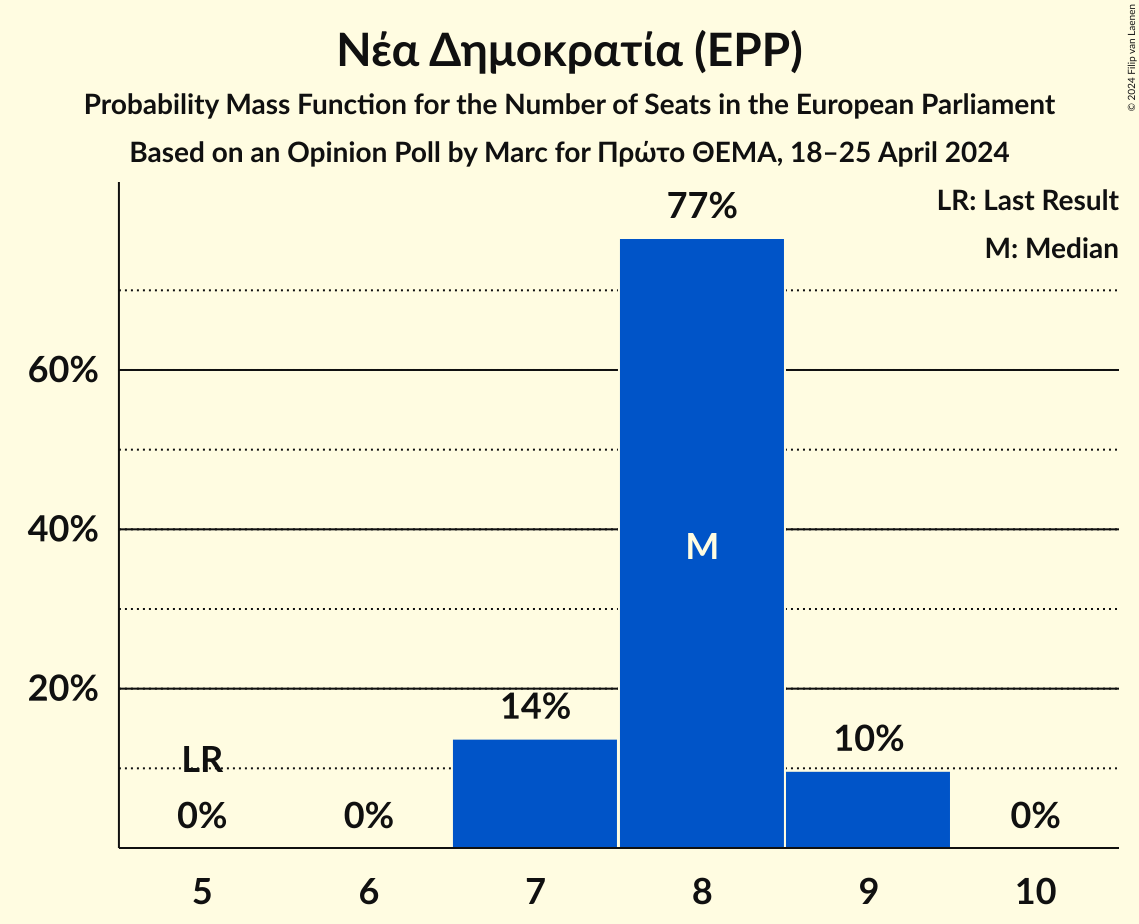 Νέα Δημοκρατία (EPP)
Probability Mass Function for the Number of Seats in the European Parliament
Based on an Opinion Poll by Marc for Πρώτο ΘΕΜΑ, 18–25 April 2024
© 2024 Filip van Laenen
LR: Last Result
M: Median
77%
60%
40%
M
20%
14%
10%
LR
0%
0%
0%
5
6
7
8
9
10